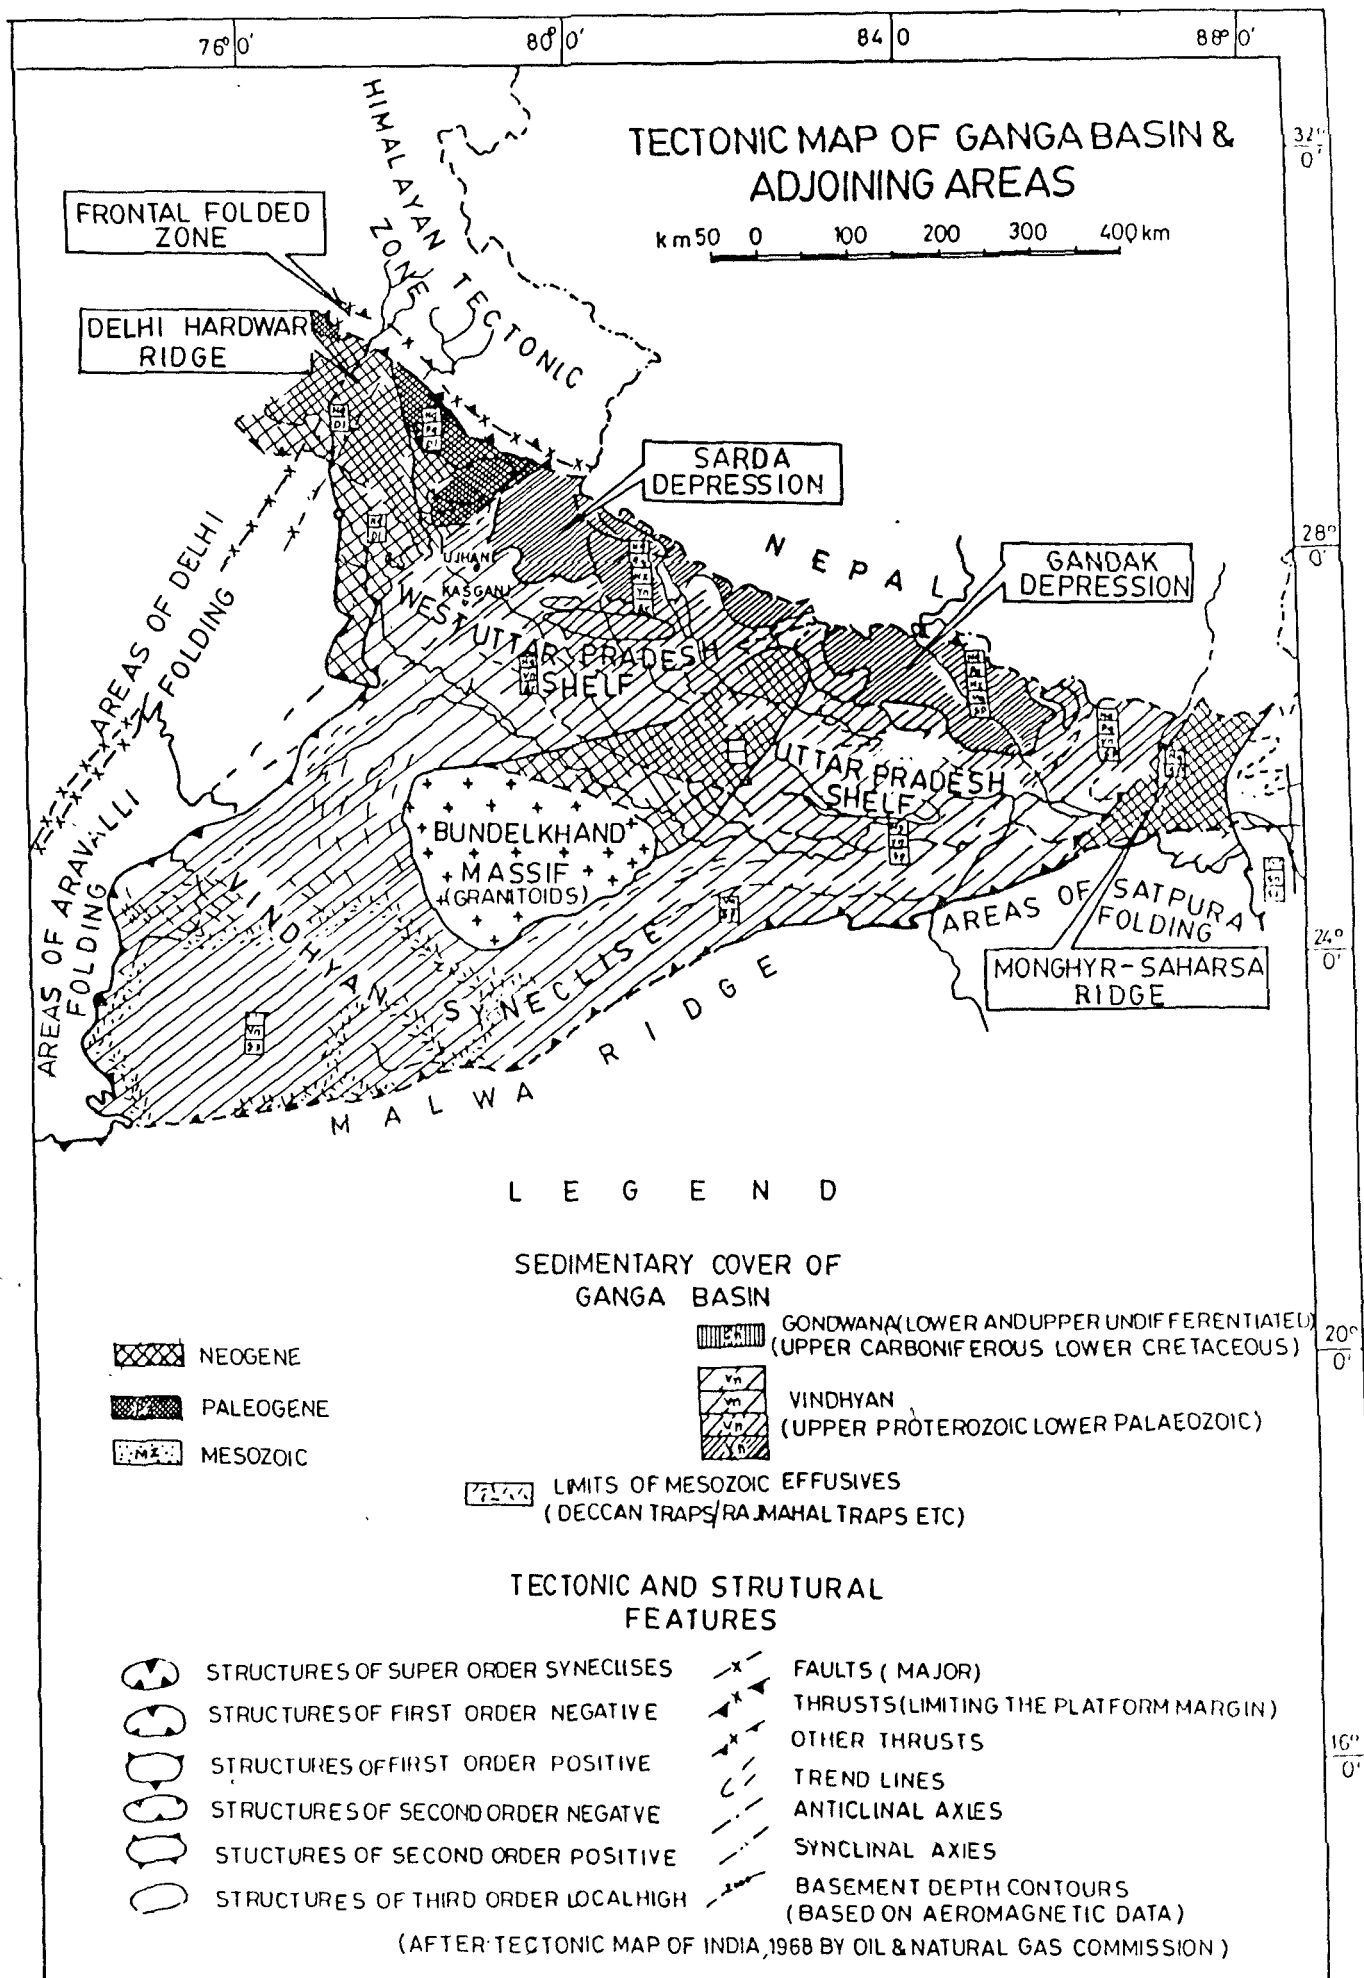 76° 0'
80° 0'
84 0
88° 0'
TECTONIC MAP OF GANGA BASIN &
ADJOINING AREAS
km 50 0 100 200 300 400 km
32°
0'
HIMALAYAN TECTONIC
ZONE
FRONTAL FOLDED
ZONE
DELHI HARDWAR
RIDGE
SARDA
DEPRESSION
NEPAL
28°
0'
GANDAK
DEPRESSION
UJHANI
KASGANJ
WEST UTTAR PRADESH
SHELF
AREAS OF DELHI
FOLDING
UTTAR PRADESH
SHELF
BUNDELKHAND
MASSIF
(GRANITOIDS)
AREAS OF ARAVALLI
FOLDING
VINDHYAN SYNECLISE
AREAS OF SATPURA
FOLDING
24°
0'
MONGHYR-SAHARSA
RIDGE
MALWA RIDGE
LEGEND
SEDIMENTARY COVER OF
GANGA BASIN
NEOGENE
PALEOGENE
MZ MESOZOIC
GONDWANA(LOWER AND UPPER UNDIFFERENTIATED)
(UPPER CARBONIFEROUS LOWER CRETACEOUS)
20°
0'
Vn
Vn
Vn
Vn
VINDHYAN
(UPPER PROTEROZOIC LOWER PALAEOZOIC)
LIMITS OF MESOZOIC EFFUSIVES
(DECCAN TRAPS/RAJMAHAL TRAPS ETC)
TECTONIC AND STRUTURAL
FEATURES
STRUCTURES OF SUPER ORDER SYNECLISES
STRUCTURES OF FIRST ORDER NEGATIVE
STRUCTURES OF FIRST ORDER POSITIVE
STRUCTURES OF SECOND ORDER NEGATVE
STUCTURES OF SECOND ORDER POSITIVE
STRUCTURES OF THIRD ORDER LOCAL HIGH
FAULTS ( MAJOR)
THRUSTS(LIMITING THE PLATFORM MARGIN)
OTHER THRUSTS
16°
0'
TREND LINES
ANTICLINAL AXIES
SYNCLINAL AXIES
BASEMENT DEPTH CONTOURS
(BASED ON AEROMAGNETIC DATA)
(AFTER TECTONIC MAP OF INDIA, 1968 BY OIL & NATURAL GAS COMMISSION)